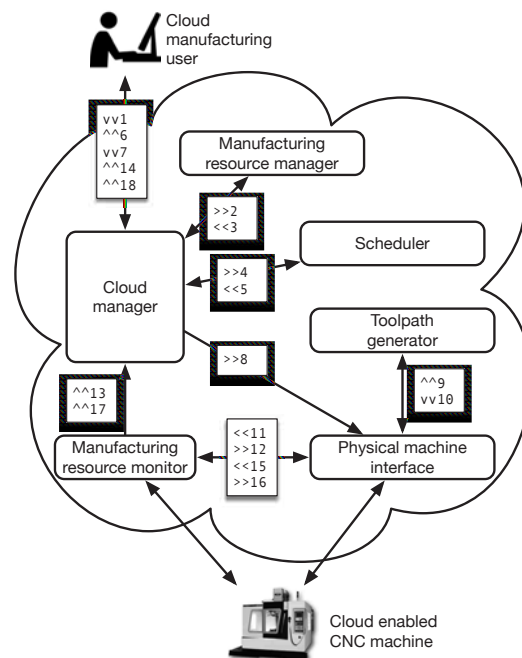 Cloud
manufacturing
user
vv1
^^6
vv7
^^14
^^18
Manufacturing
resource manager
>>2
<<3
Scheduler
>>4
<<5
Cloud
manager
Toolpath
generator
>>8
^^9
vv10
^^13
^^17
<<11
>>12
<<15
>>16
Manufacturing
resource monitor
Physical machine
interface
Cloud enabled
CNC machine